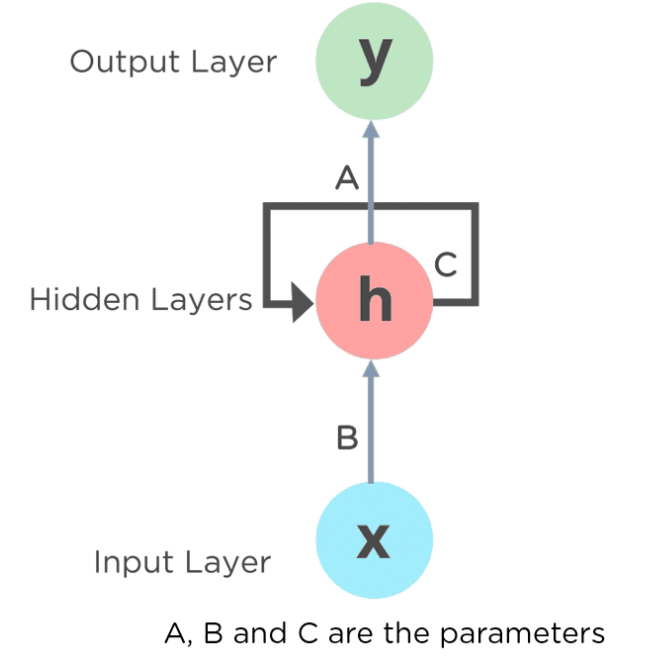 Output Layer
y
A
C
Hidden Layers
h
B
x
Input Layer
A, B and C are the parameters